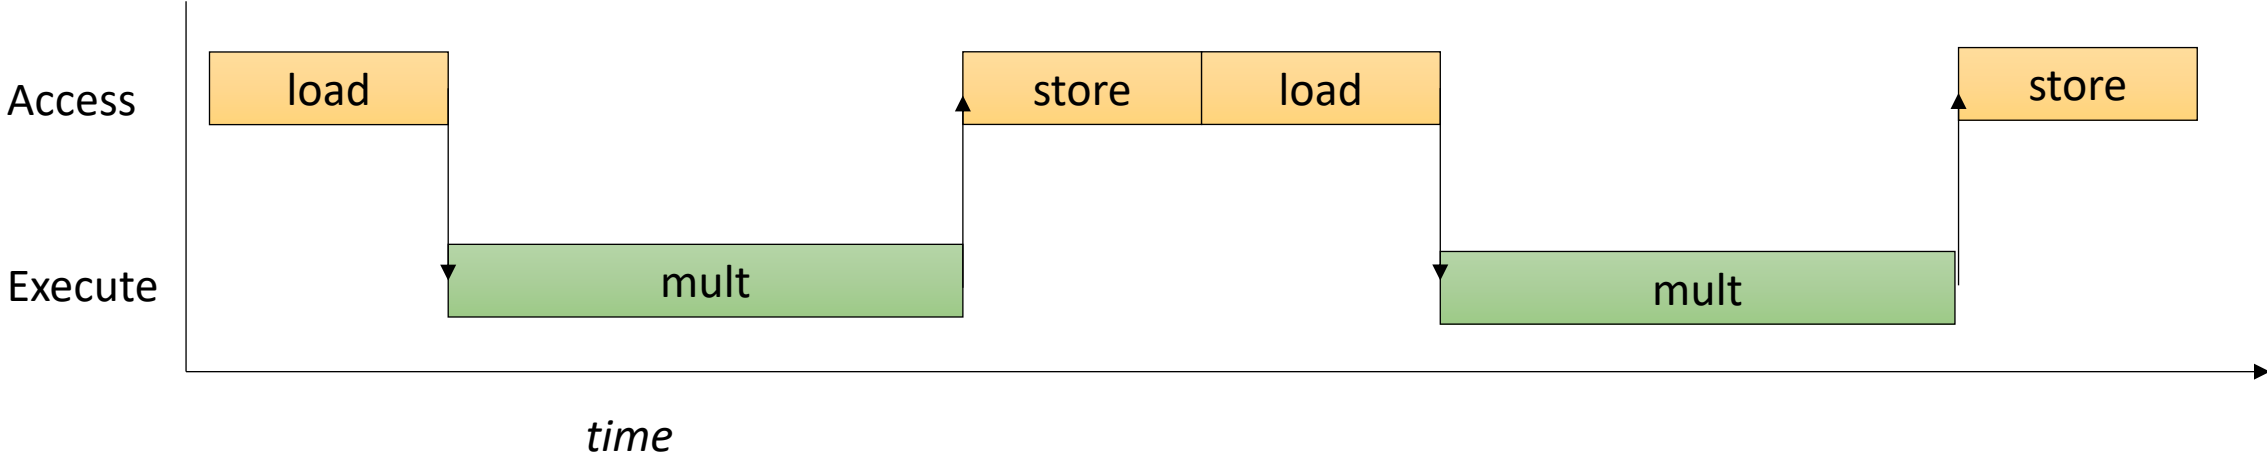 Access
load
store
load
store
Execute
mult
mult
time